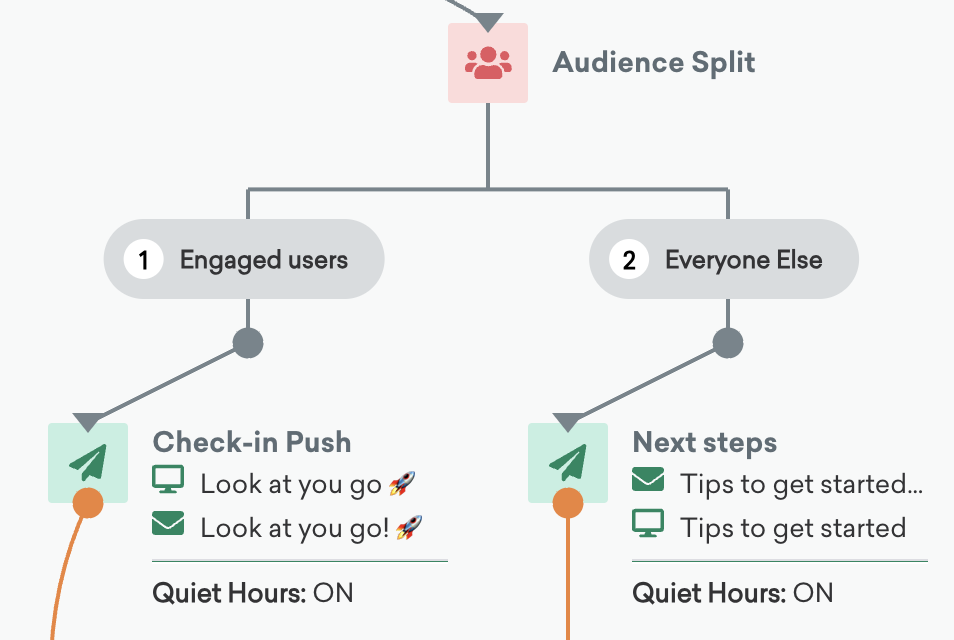 Audience Split
1 Engaged users
2 Everyone Else
Check-in Push
Look at you go 🚀
Look at you go! 🚀
Quiet Hours: ON
Next steps
Tips to get started...
Tips to get started
Quiet Hours: ON